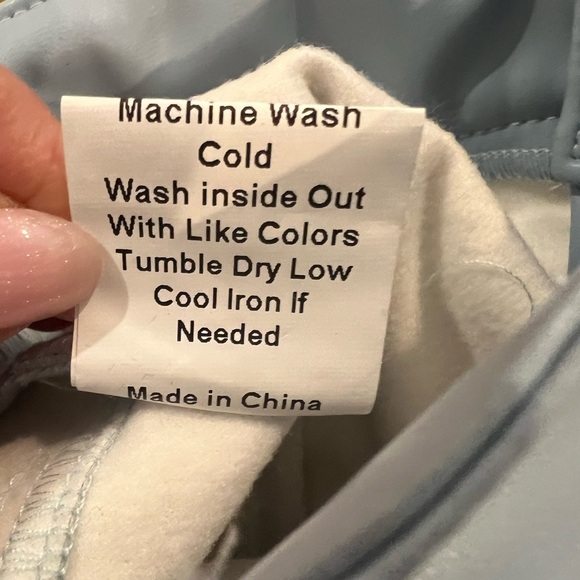 Machine Wash
Cold
Wash inside Out
With Like Colors
Tumble Dry Low
Cool Iron If
Needed
Made in China